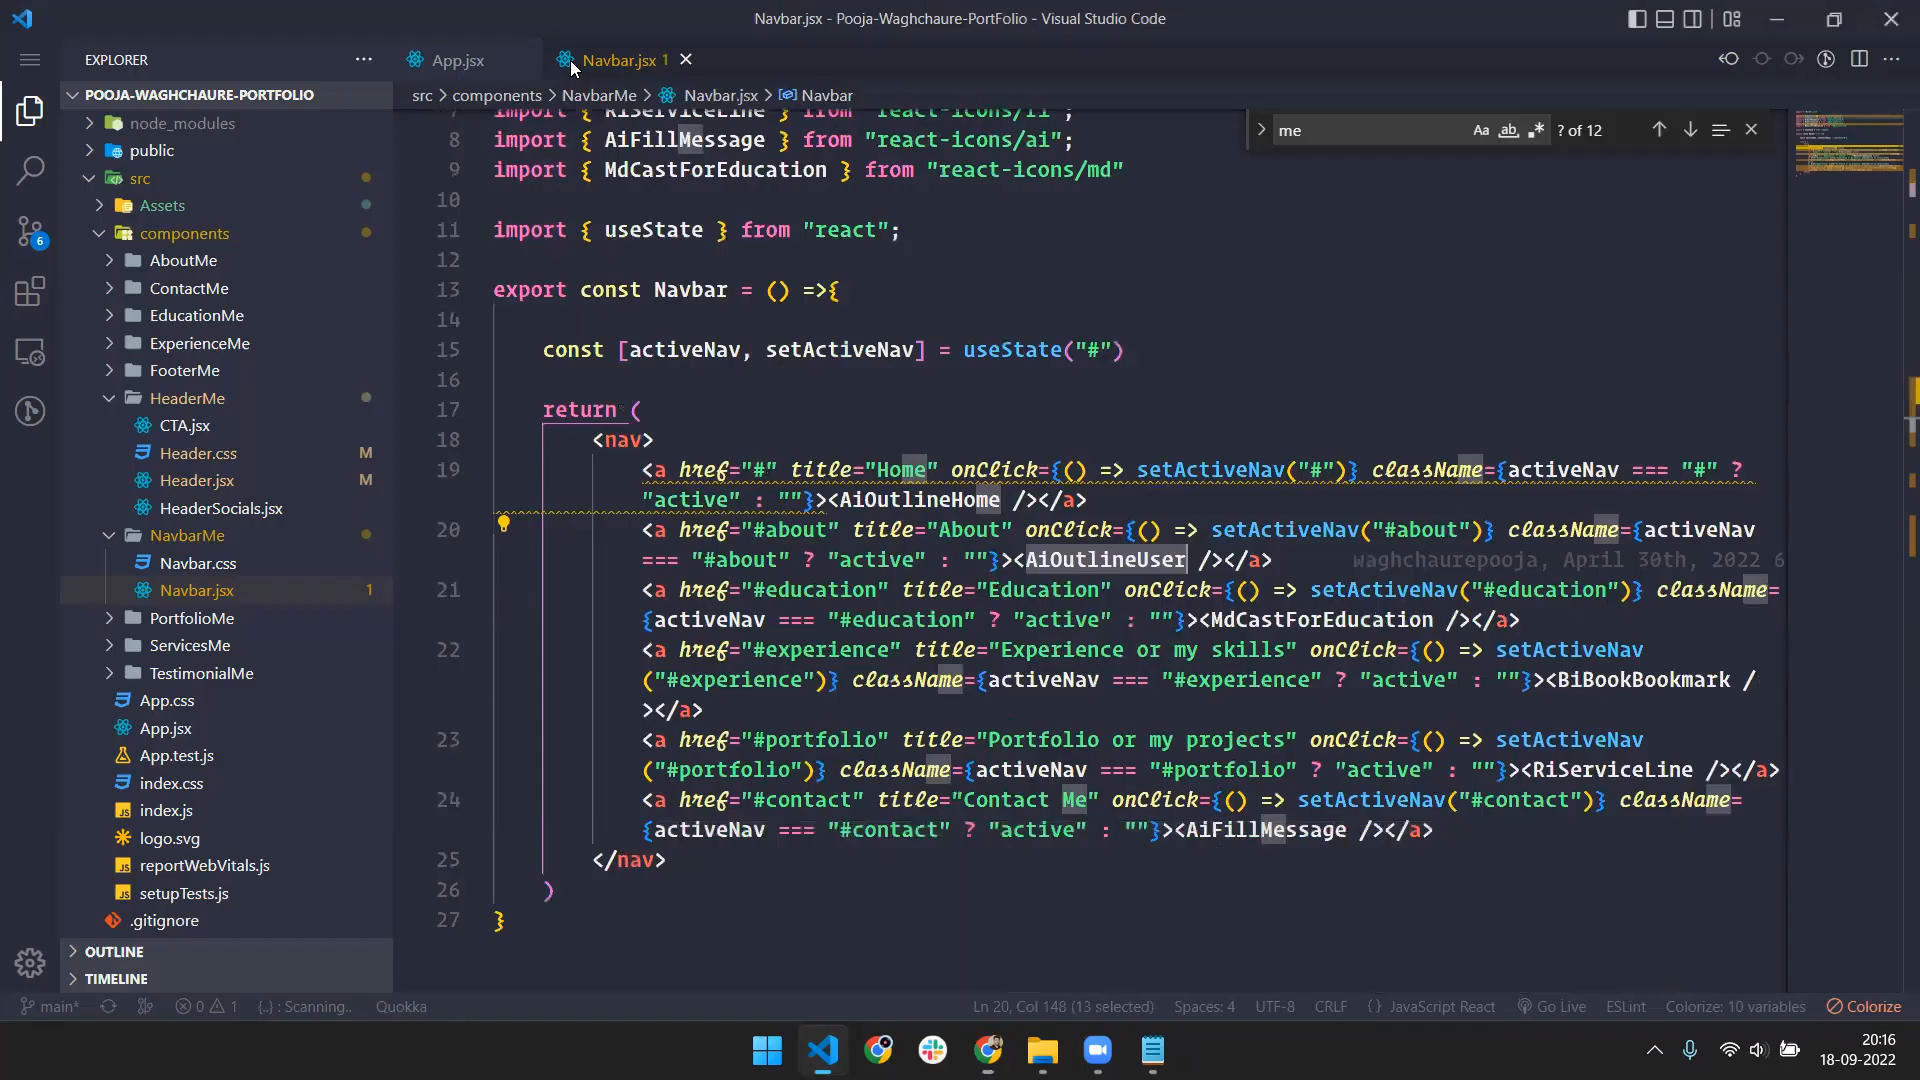 Navbar.jsx - Pooja-Waghchaure-PortFolio - Visual Studio Code
EXPLORER
App.jsx
Navbar.jsx 1
src > components > NavbarMe > Navbar.jsx > Navbar
POOJA-WAGHCHAURE-PORTFOLIO
node_modules
public
src
Assets
components
AboutMe
ContactMe
EducationMe
ExperienceMe
FooterMe
HeaderMe
CTA.jsx
Header.css M
Header.jsx M
HeaderSocials.jsx
NavbarMe
Navbar.css
Navbar.jsx 1
PortfolioMe
ServicesMe
TestimonialMe
App.css
App.jsx
App.test.js
index.css
index.js
logo.svg
reportWebVitals.js
setupTests.js
.gitignore
OUTLINE
TIMELINE
6
me Aa ab ? of 12
7 import { RiServiceLine } from "react-icons/ri";
8 import { AiFillMessage } from "react-icons/ai";
9 import { MdCastForEducation } from "react-icons/md"
10
11 import { useState } from "react";
12
13 export const Navbar = () =>{
14
15 const [activeNav, setActiveNav] = useState("#")
16
17 return (
18 <nav>
19 <a href="#" title="Home" onClick={() => setActiveNav("#")} className={activeNav === "#" ?
"active" : ""}><AiOutlineHome /></a>
20 <a href="#about" title="About" onClick={() => setActiveNav("#about")} className={activeNav
=== "#about" ? "active" : ""}><AiOutlineUser /></a> waghchaurepooja, April 30th, 2022 6
21 <a href="#education" title="Education" onClick={() => setActiveNav("#education")} className=
{activeNav === "#education" ? "active" : ""}><MdCastForEducation /></a>
22 <a href="#experience" title="Experience or my skills" onClick={() => setActiveNav
("#experience")} className={activeNav === "#experience" ? "active" : ""}><BiBookBookmark /
></a>
23 <a href="#portfolio" title="Portfolio or my projects" onClick={() => setActiveNav
("#portfolio")} className={activeNav === "#portfolio" ? "active" : ""}><RiServiceLine /></a>
24 <a href="#contact" title="Contact Me" onClick={() => setActiveNav("#contact")} className=
{activeNav === "#contact" ? "active" : ""}><AiFillMessage /></a>
25 </nav>
26 )
27 }
main* 0 1 {..} : Scanning.. Quokka Ln 20, Col 148 (13 selected) Spaces: 4 UTF-8 CRLF { } JavaScript React Go Live ESLint Colorize: 10 variables Colorize
20:16
18-09-2022